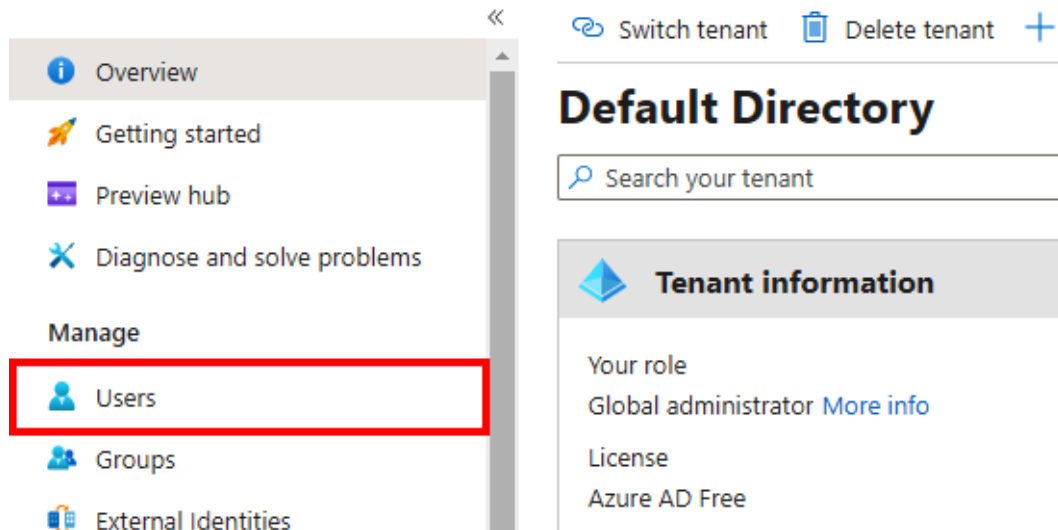 «
Overview
Getting started
Preview hub
Diagnose and solve problems
Manage
Users
Groups
External Identities
Switch tenant Delete tenant +
Default Directory
Search your tenant
Tenant information
Your role
Global administrator More info
License
Azure AD Free